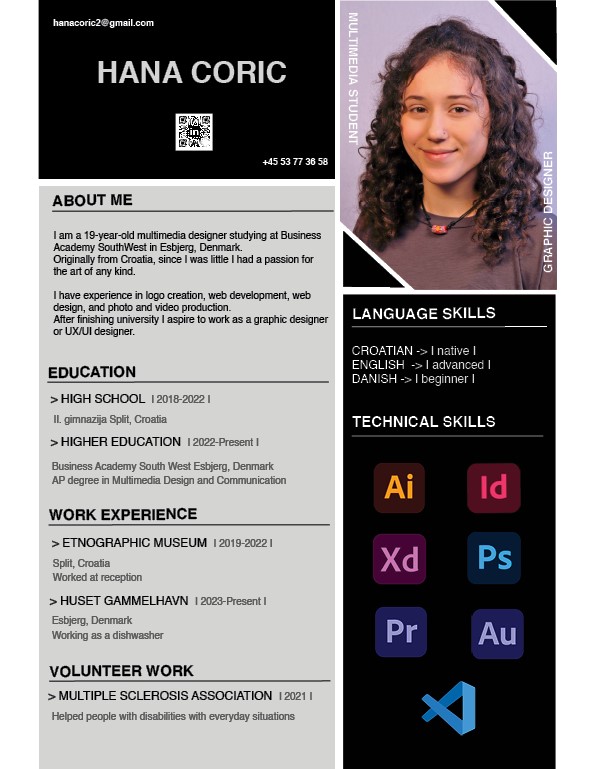 hanacoric2@gmail.com
HANA CORIC
in
+45 53 77 36 58
MULTIMEDIA STUDENT
GRAPHIC DESIGNER
ABOUT ME
I am a 19-year-old multimedia designer studying at Business
Academy SouthWest in Esbjerg, Denmark.
Originally from Croatia, since I was little I had a passion for
the art of any kind.
I have experience in logo creation, web development, web
design, and photo and video production.
After finishing university I aspire to work as a graphic designer
or UX/UI designer.
EDUCATION
> HIGH SCHOOL I 2018-2022 I
II. gimnazija Split, Croatia
> HIGHER EDUCATION I 2022-Present I
Business Academy South West Esbjerg, Denmark
AP degree in Multimedia Design and Communication
WORK EXPERIENCE
> ETNOGRAPHIC MUSEUM I 2019-2022 I
Split, Croatia
Worked at reception
> HUSET GAMMELHAVN I 2023-Present I
Esbjerg, Denmark
Working as a dishwasher
VOLUNTEER WORK
> MULTIPLE SCLEROSIS ASSOCIATION I 2021 I
Helped people with disabilities with everyday situations
LANGUAGE SKILLS
CROATIAN -> I native I
ENGLISH -> I advanced I
DANISH -> I beginner I
TECHNICAL SKILLS
Ai Id
Xd Ps
Pr Au